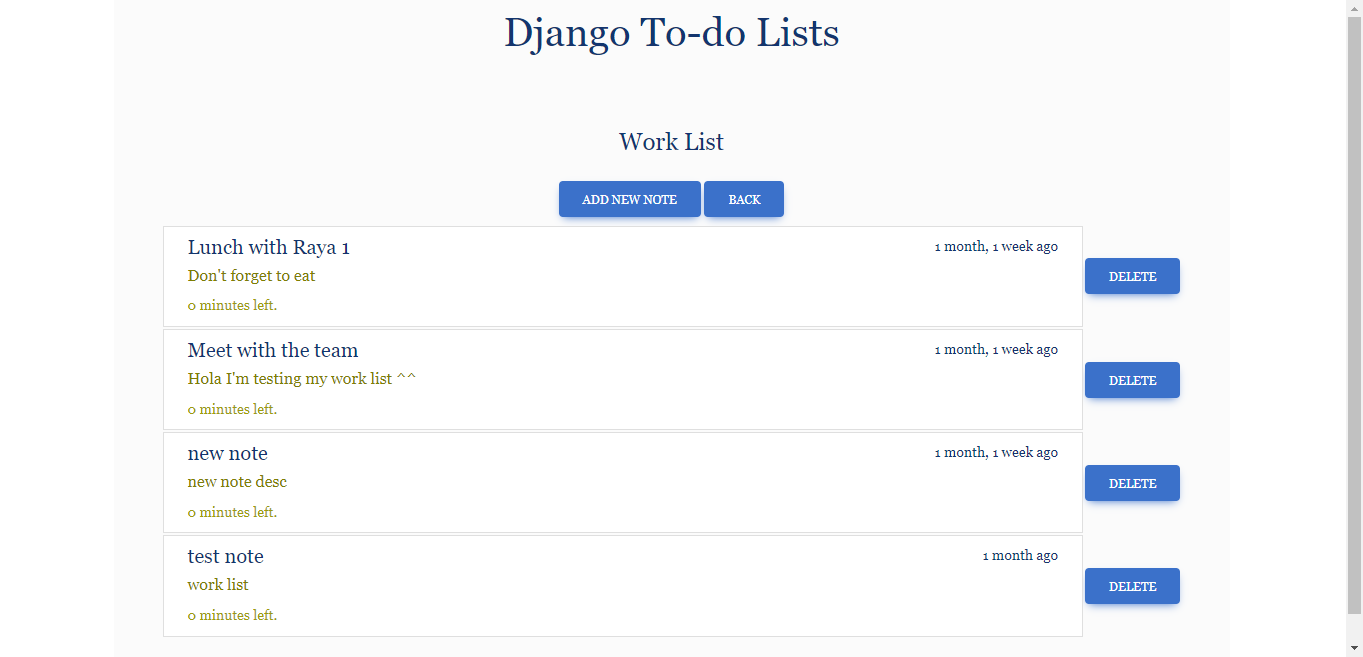 Django To-do Lists
Work List
ADD NEW NOTE BACK
Lunch with Raya 1 1 month, 1 week ago
Don't forget to eat
DELETE
0 minutes left.
Meet with the team 1 month, 1 week ago
Hola I'm testing my work list ^^
DELETE
0 minutes left.
new note 1 month, 1 week ago
new note desc
DELETE
0 minutes left.
test note 1 month ago
work list
DELETE
0 minutes left.